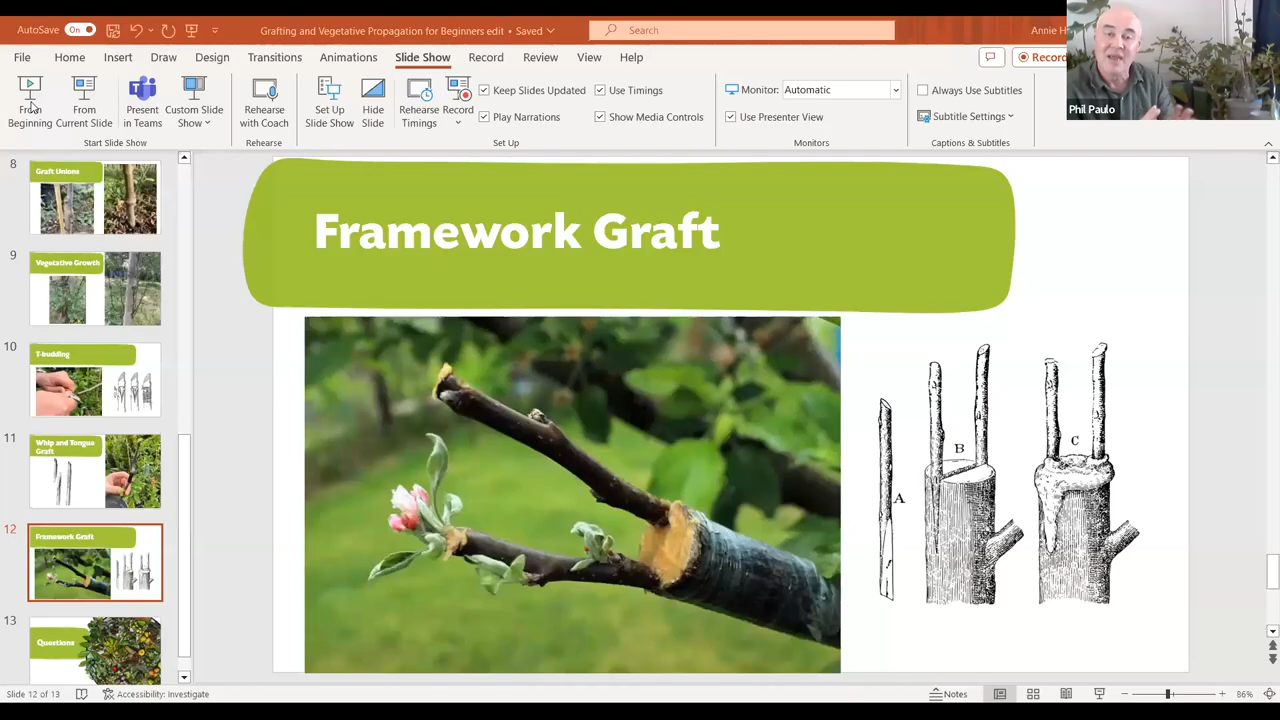 AutoSave On Grafting and Vegetative Propagation for Beginners edit • Saved Search Annie H
File Home Insert Draw Design Transitions Animations Slide Show Record Review View Help Record
From Beginning
From Current Slide
Present in Teams
Custom Slide Show
Start Slide Show
Rehearse with Coach
Rehearse
Set Up Slide Show
Hide Slide
Rehearse Timings
Record
Keep Slides Updated
Play Narrations
Use Timings
Show Media Controls
Set Up
Monitor: Automatic
Use Presenter View
Monitors
Always Use Subtitles
Subtitle Settings
Captions & Subtitles
Phil Paulo
8
Graft Unions
9
Vegetative Growth
10
T-budding
11
Whip and Tongue
Graft
12
Framework Graft
13
Questions
Framework Graft
A
B
C
Slide 12 of 13 Accessibility: Investigate Notes 86%